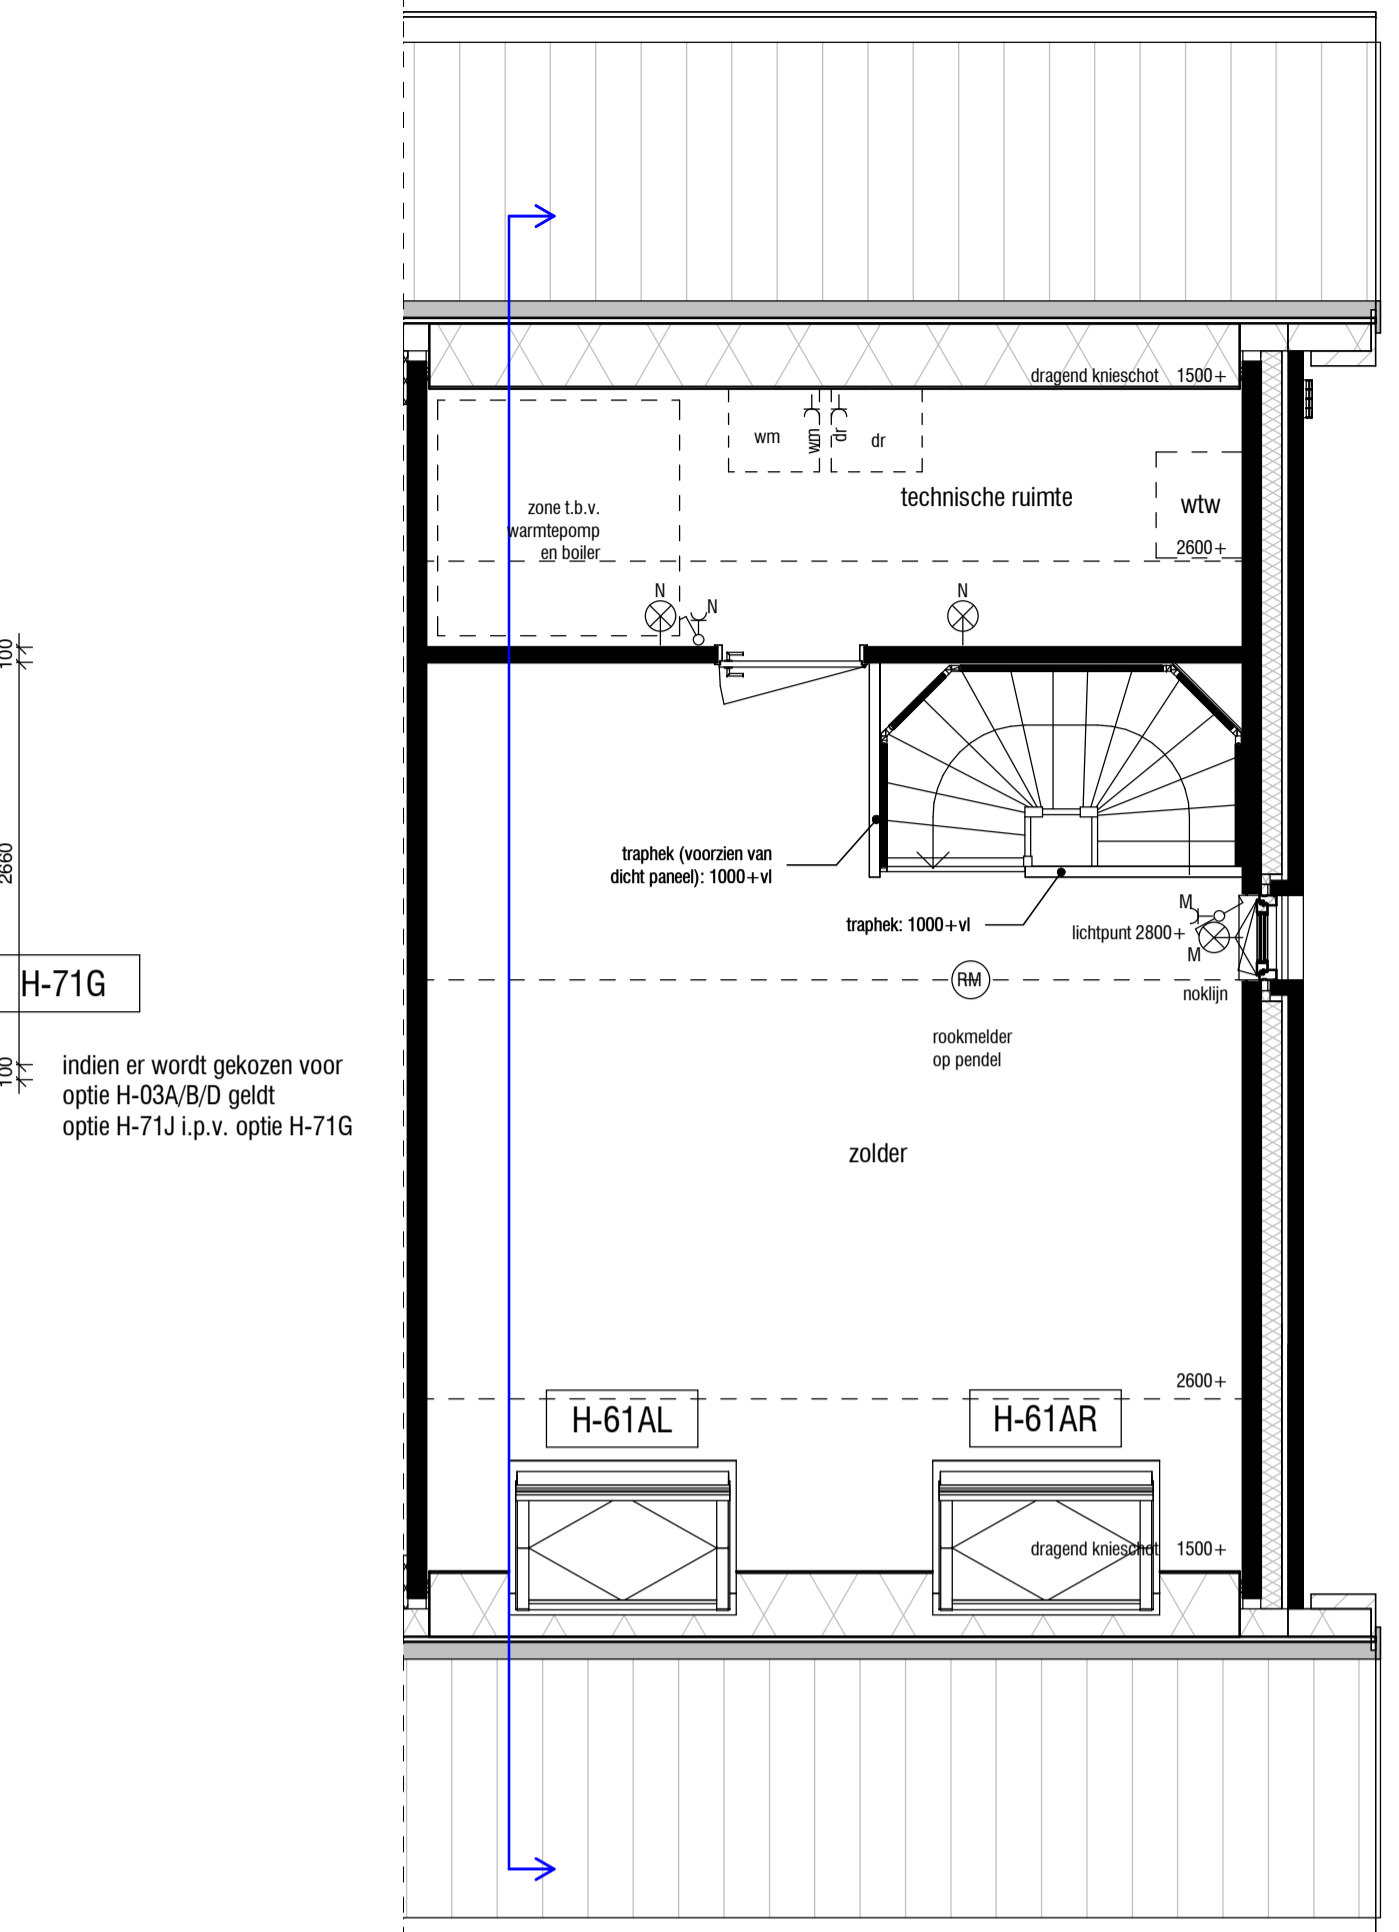 dragend knieschot 1500+
wm
wm
dr
dr
technische ruimte
wtw
zone t.b.v.
warmtepomp
en boiler
2600+
N
N
N
100
2660
100
traphek (voorzien van
dicht paneel): 1000+vl
traphek: 1000+vl
M
lichtpunt 2800+
M
H-71G
RM
noklijn
rookmelder
op pendel
indien er wordt gekozen voor
optie H-03A/B/D geldt
optie H-71J i.p.v. optie H-71G
zolder
2600+
H-61AL
H-61AR
dragend knieschot 1500+